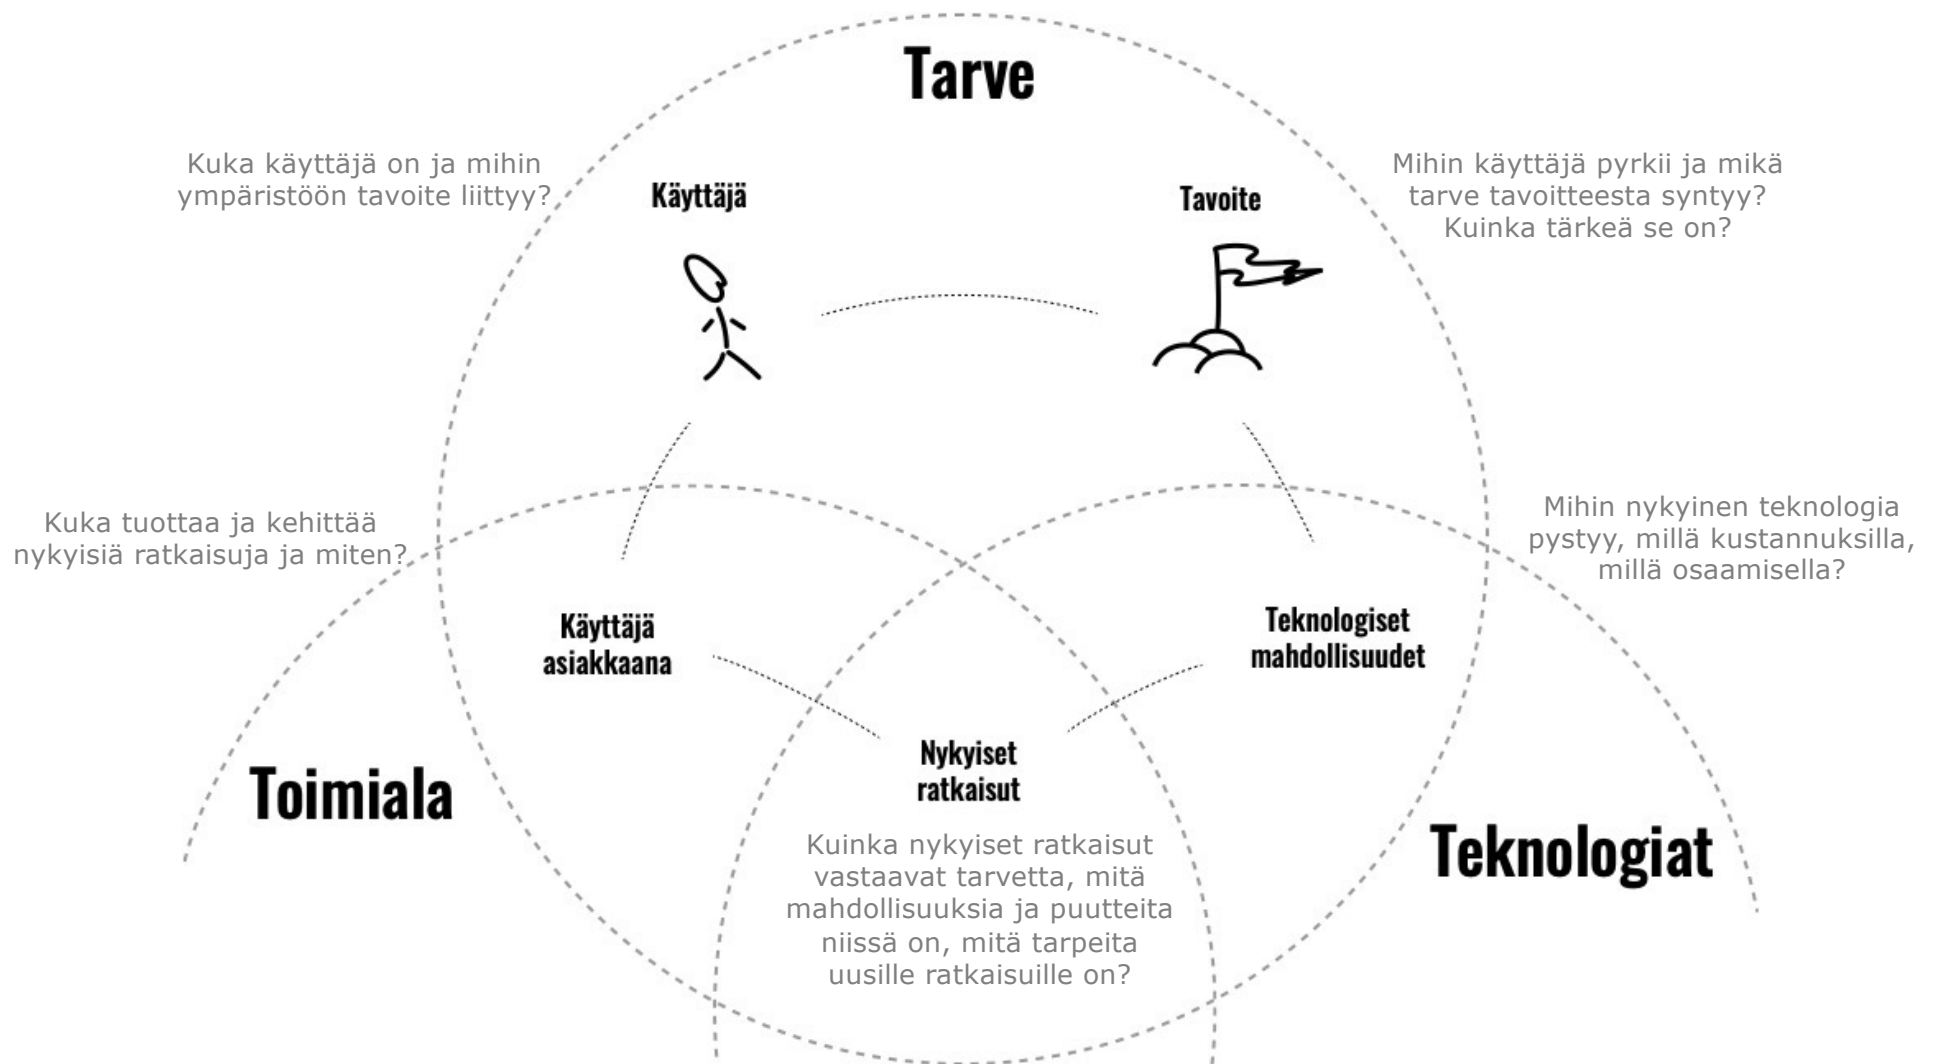 Tarve
Kuka käyttäjä on ja mihin
ympäristöön tavoite liittyy?
Käyttäjä
Tavoite
Mihin käyttäjä pyrkii ja mikä
tarve tavoitteesta syntyy?
Kuinka tärkeä se on?
Kuka tuottaa ja kehittää
nykyisiä ratkaisuja ja miten?
Mihin nykyinen teknologia
pystyy, millä kustannuksilla,
millä osaamisella?
Käyttäjä
asiakkaana
Teknologiset
mahdollisuudet
Nykyiset
ratkaisut
Toimiala
Teknologiat
Kuinka nykyiset ratkaisut
vastaavat tarvetta, mitä
mahdollisuuksia ja puutteita
niissä on, mitä tarpeita
uusille ratkaisuille on?